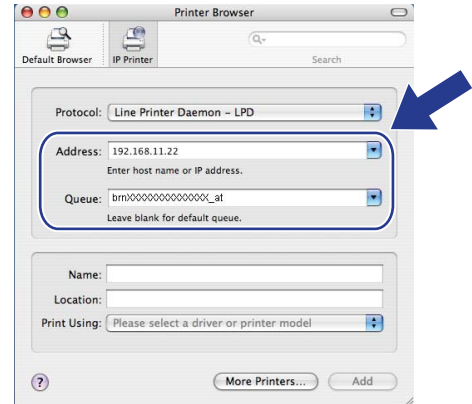 Printer Browser
Default Browser
IP Printer
Search
Protocol: Line Printer Daemon – LPD
Address: 192.168.11.22
Enter host name or IP address.
Queue: brnXXXXXXXXXXXX_at
Leave blank for default queue.
Name:
Location:
Print Using: Please select a driver or printer model
? More Printers... Add